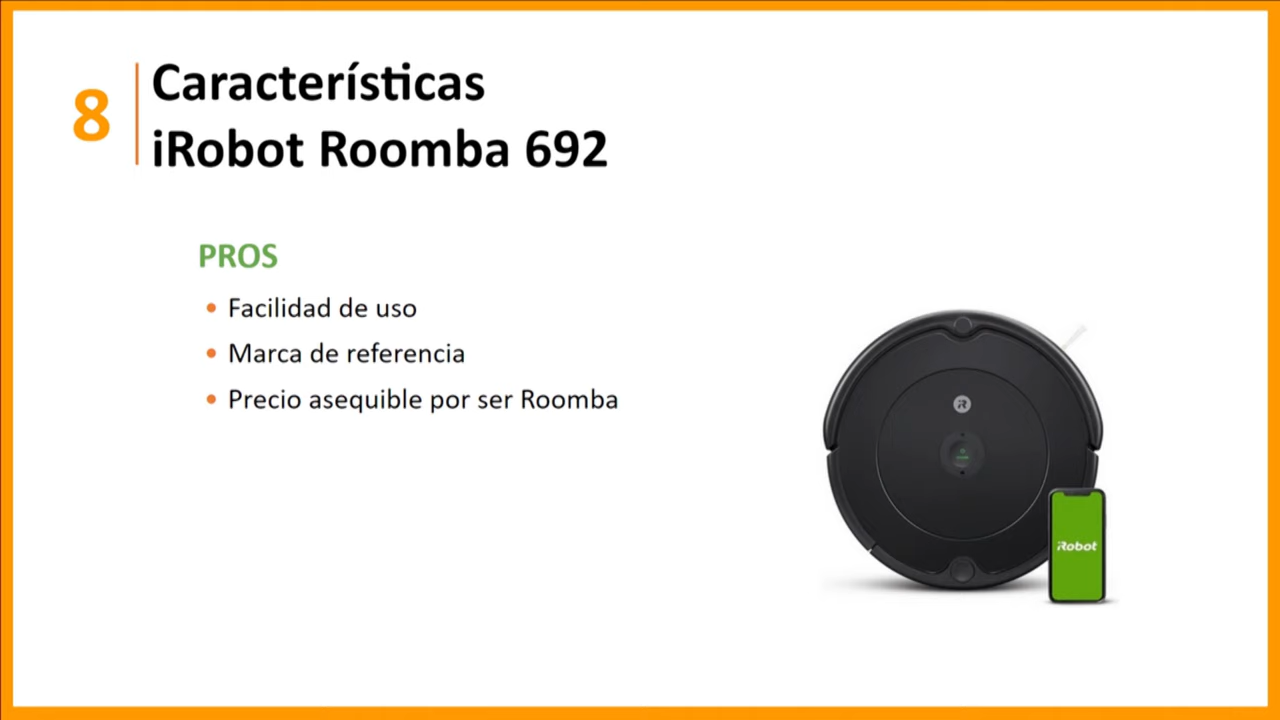 8
Características
iRobot Roomba 692
PROS
• Facilidad de uso
• Marca de referencia
• Precio asequible por ser Roomba
iRobot